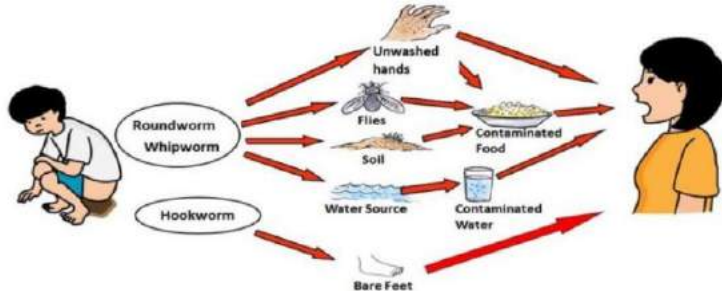 Unwashed
hands
Roundworm
Whipworm
Flies
Contaminated
Food
Soil
Hookworm
Water Source
Contaminated
Water
Bare Feet